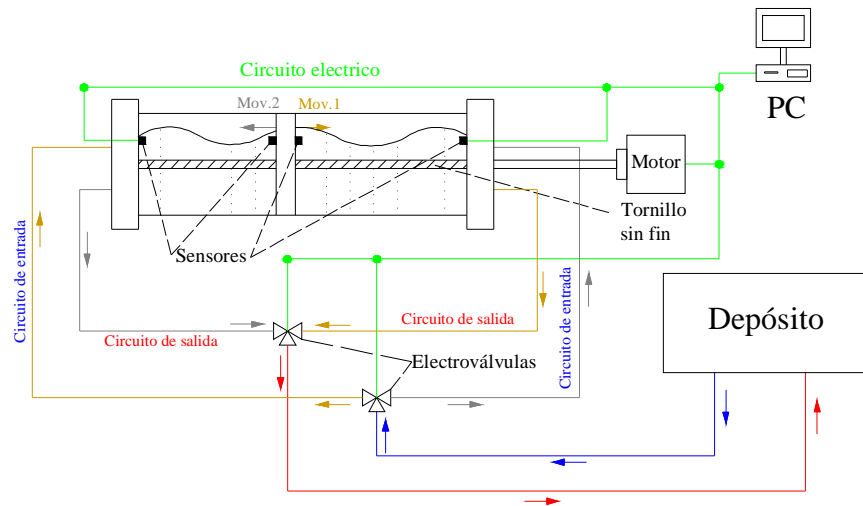 Circuito electrico
PC
Mov.2
Mov.1
Motor
Tornillo
sin fin
Sensores
Circuito de entrada
Circuito de entrada
Circuito de salida
Circuito de salida
Electroválvulas
Depósito